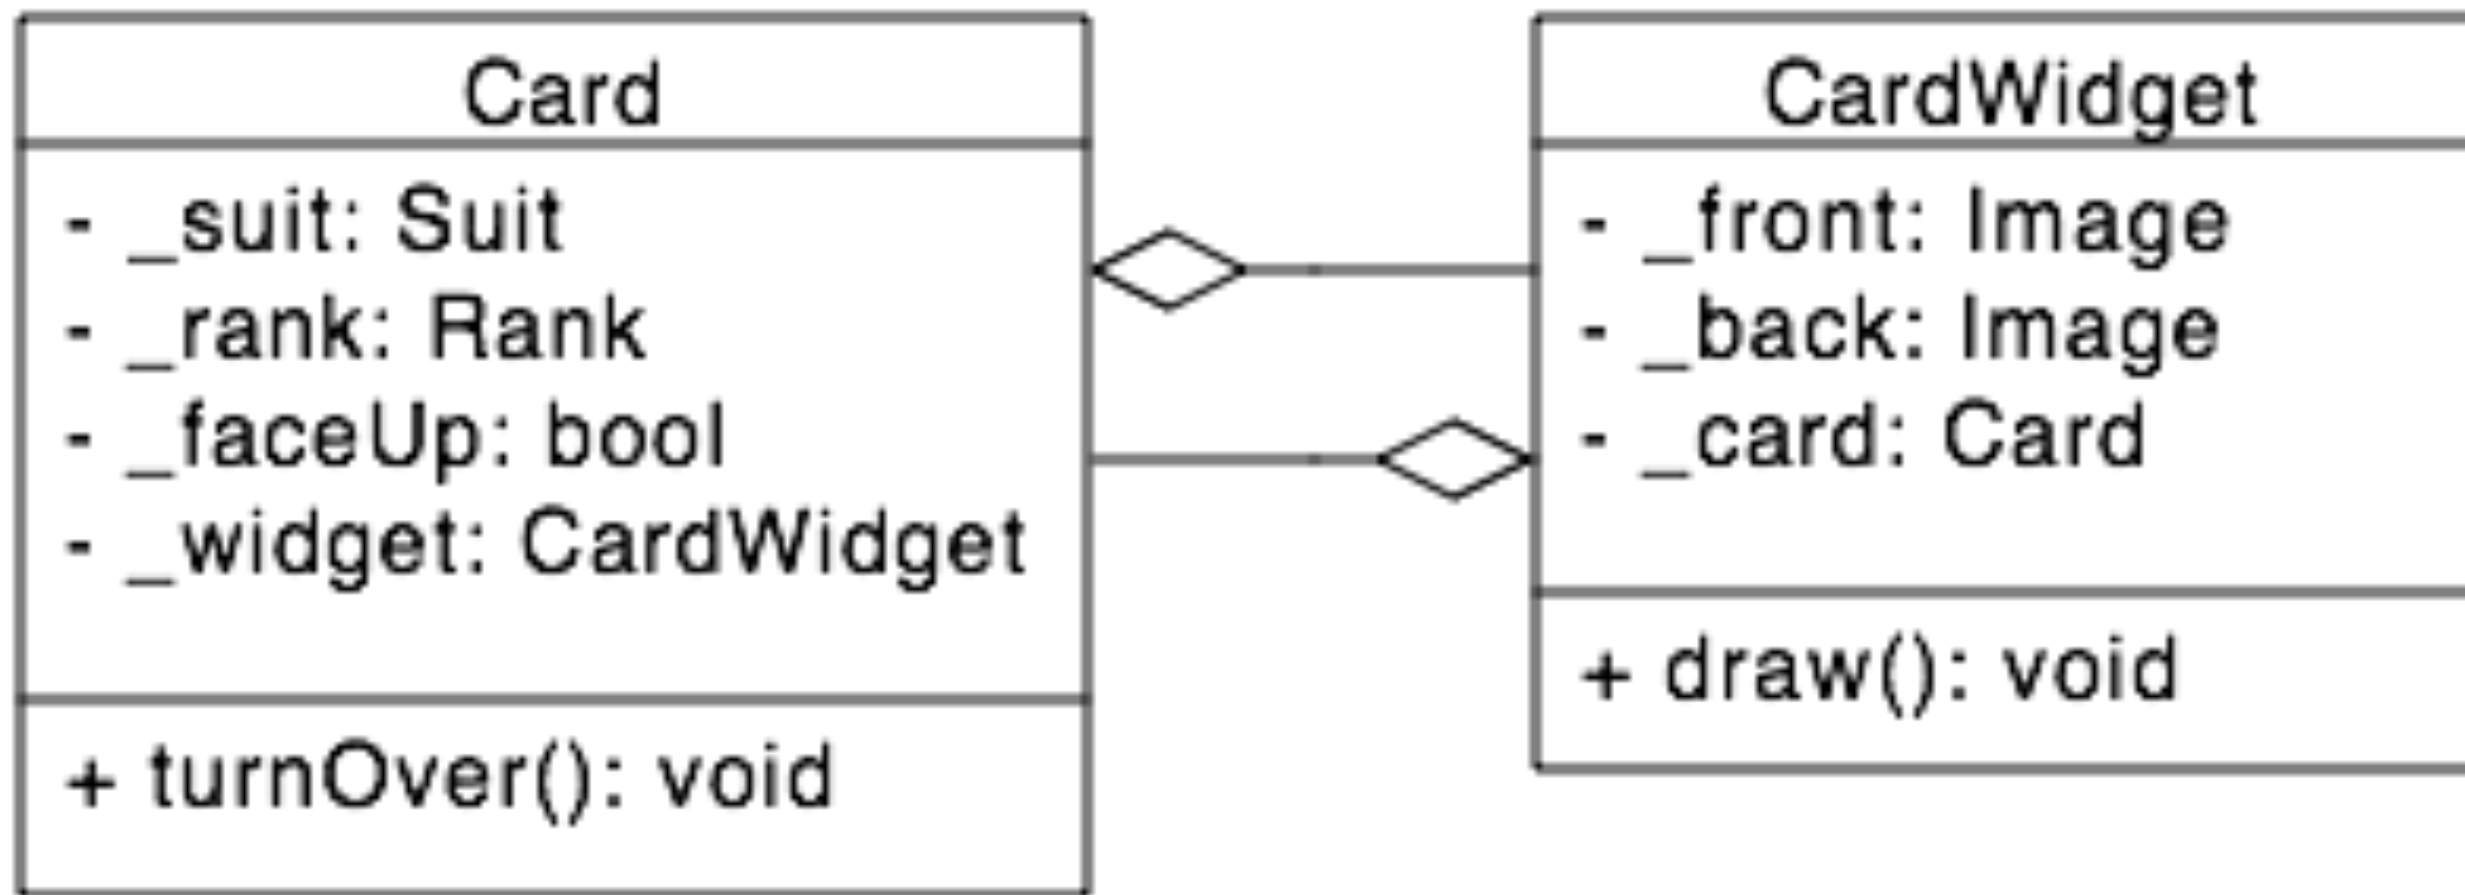 Card
- _suit: Suit
- _rank: Rank
- _faceUp: bool
- _widget: CardWidget
+ turnOver(): void
CardWidget
- _front: Image
- _back: Image
- _card: Card
+ draw(): void